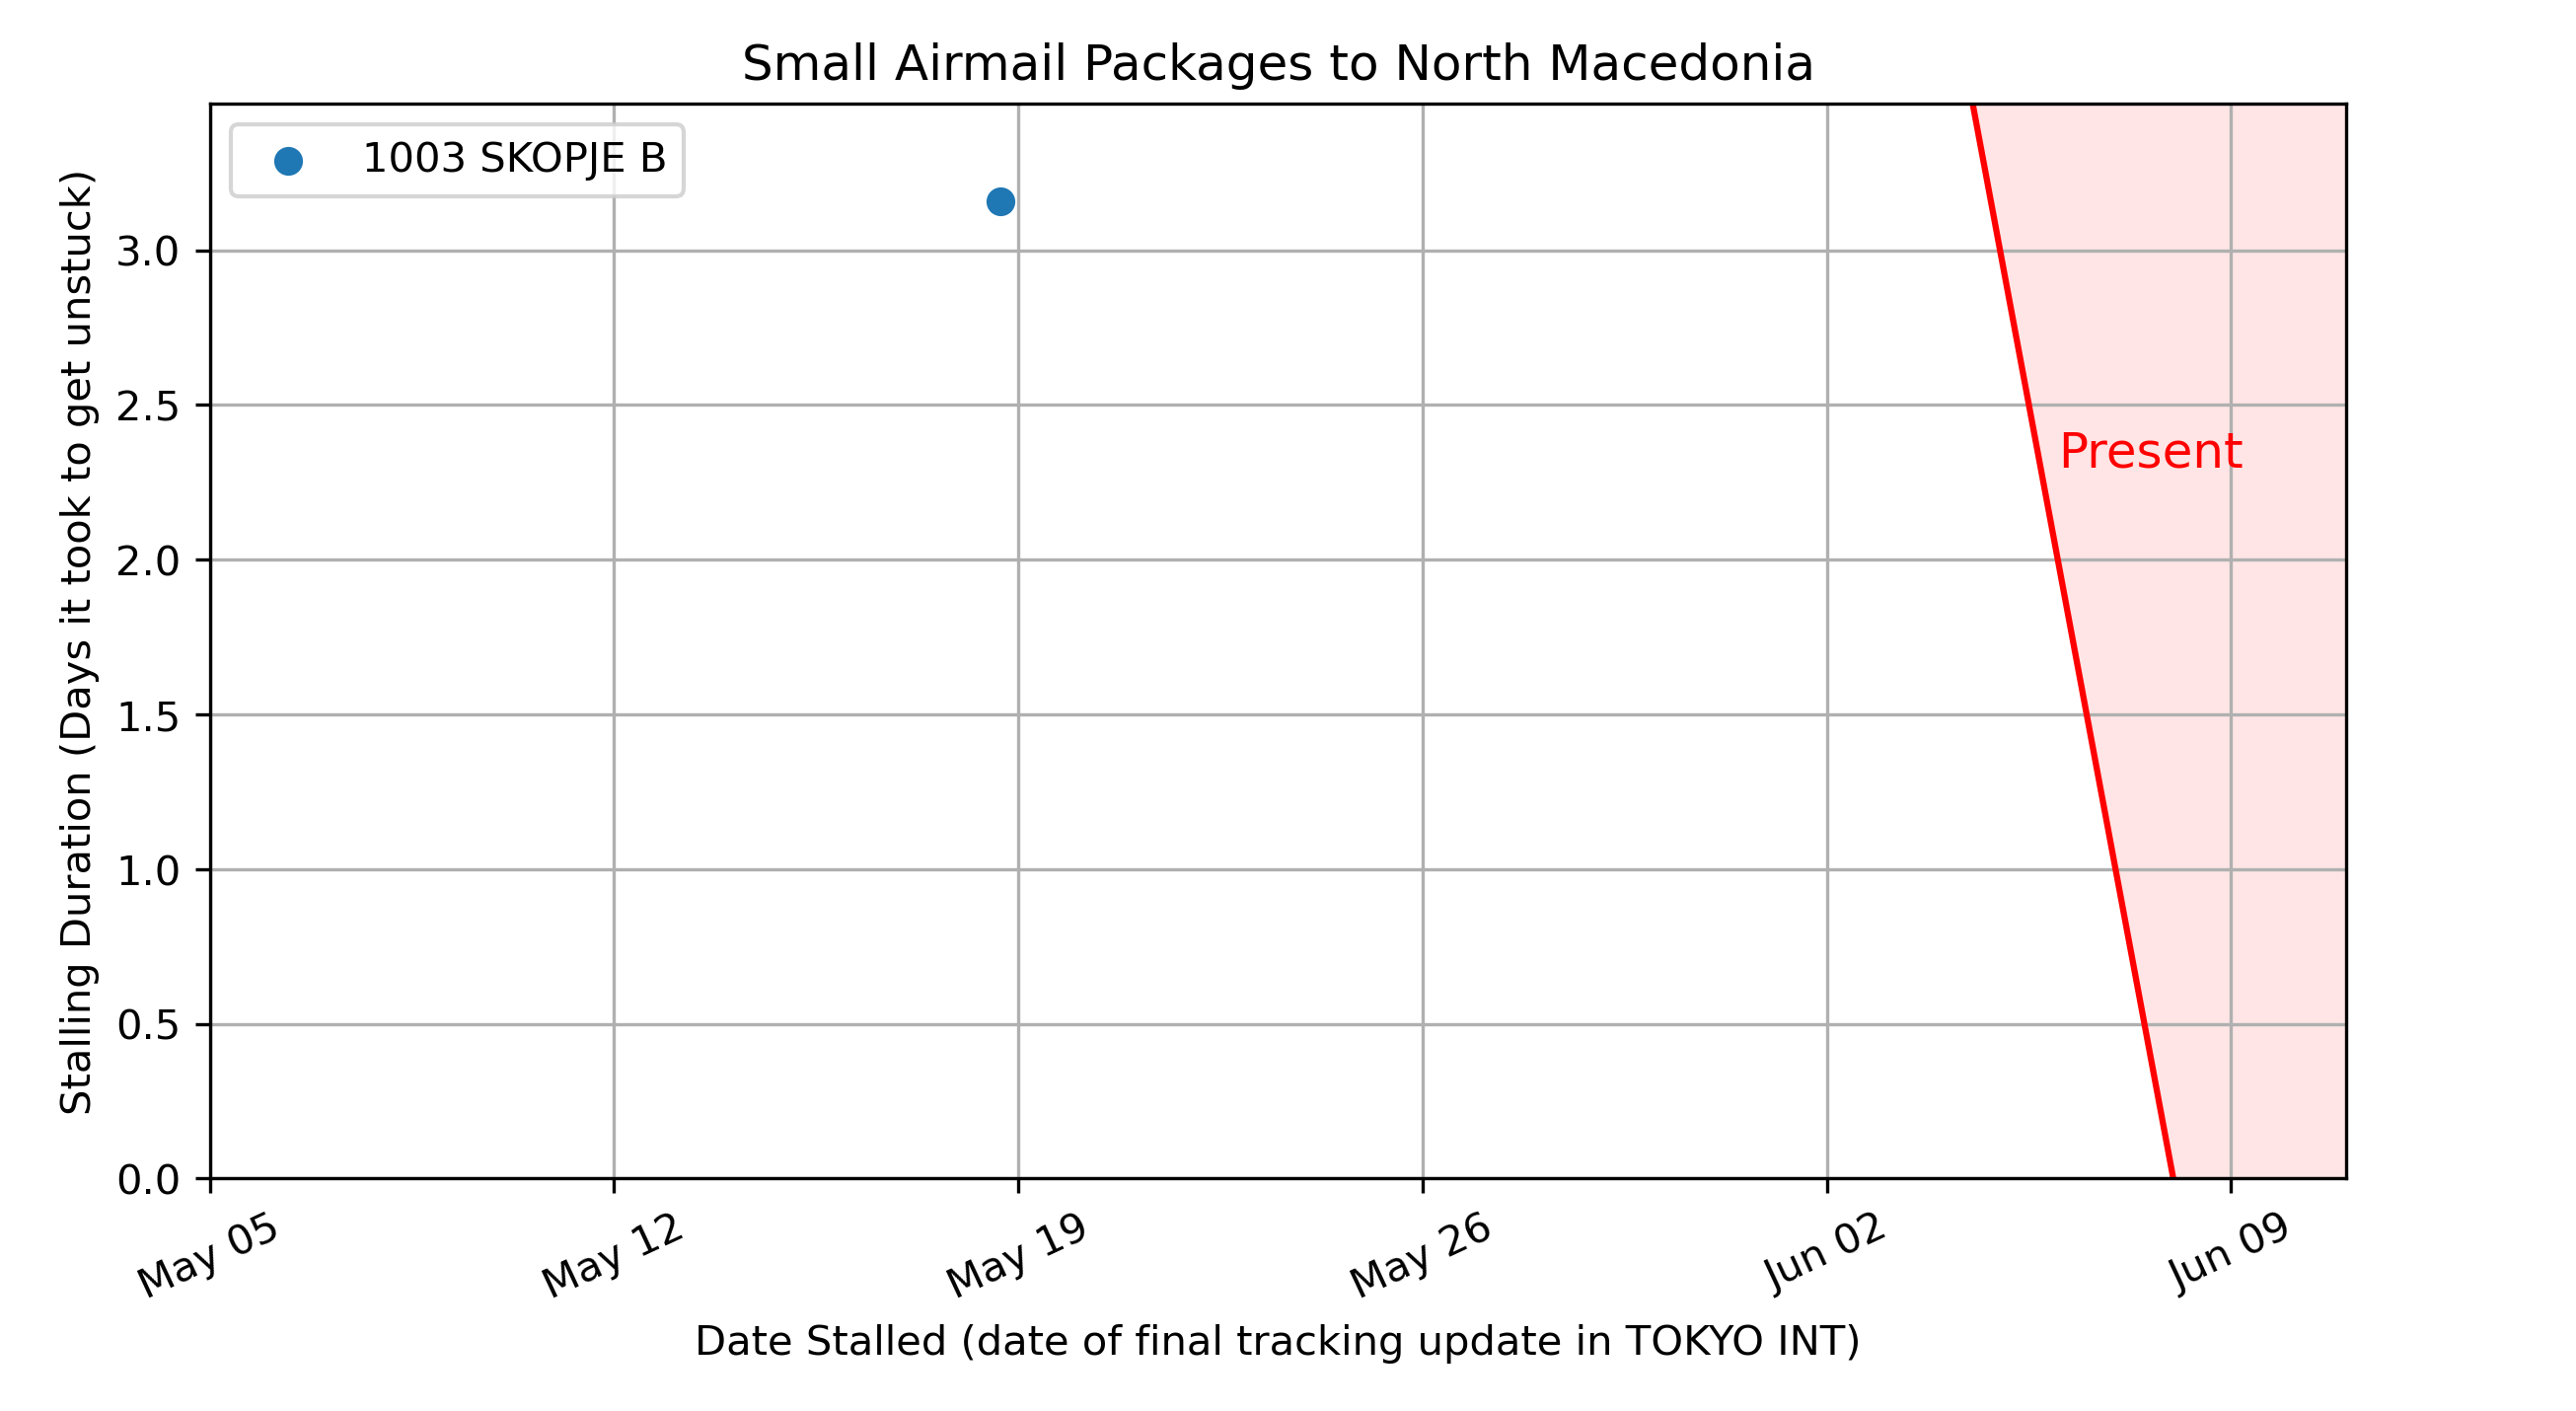 Small Airmail Packages to North Macedonia
1003 SKOPJE B
Stalling Duration (Days it took to get unstuck)
3.0
2.5
2.0
1.5
1.0
0.5
0.0
Present
May 05
May 12
May 19
May 26
Jun 02
Jun 09
Date Stalled (date of final tracking update in TOKYO INT)